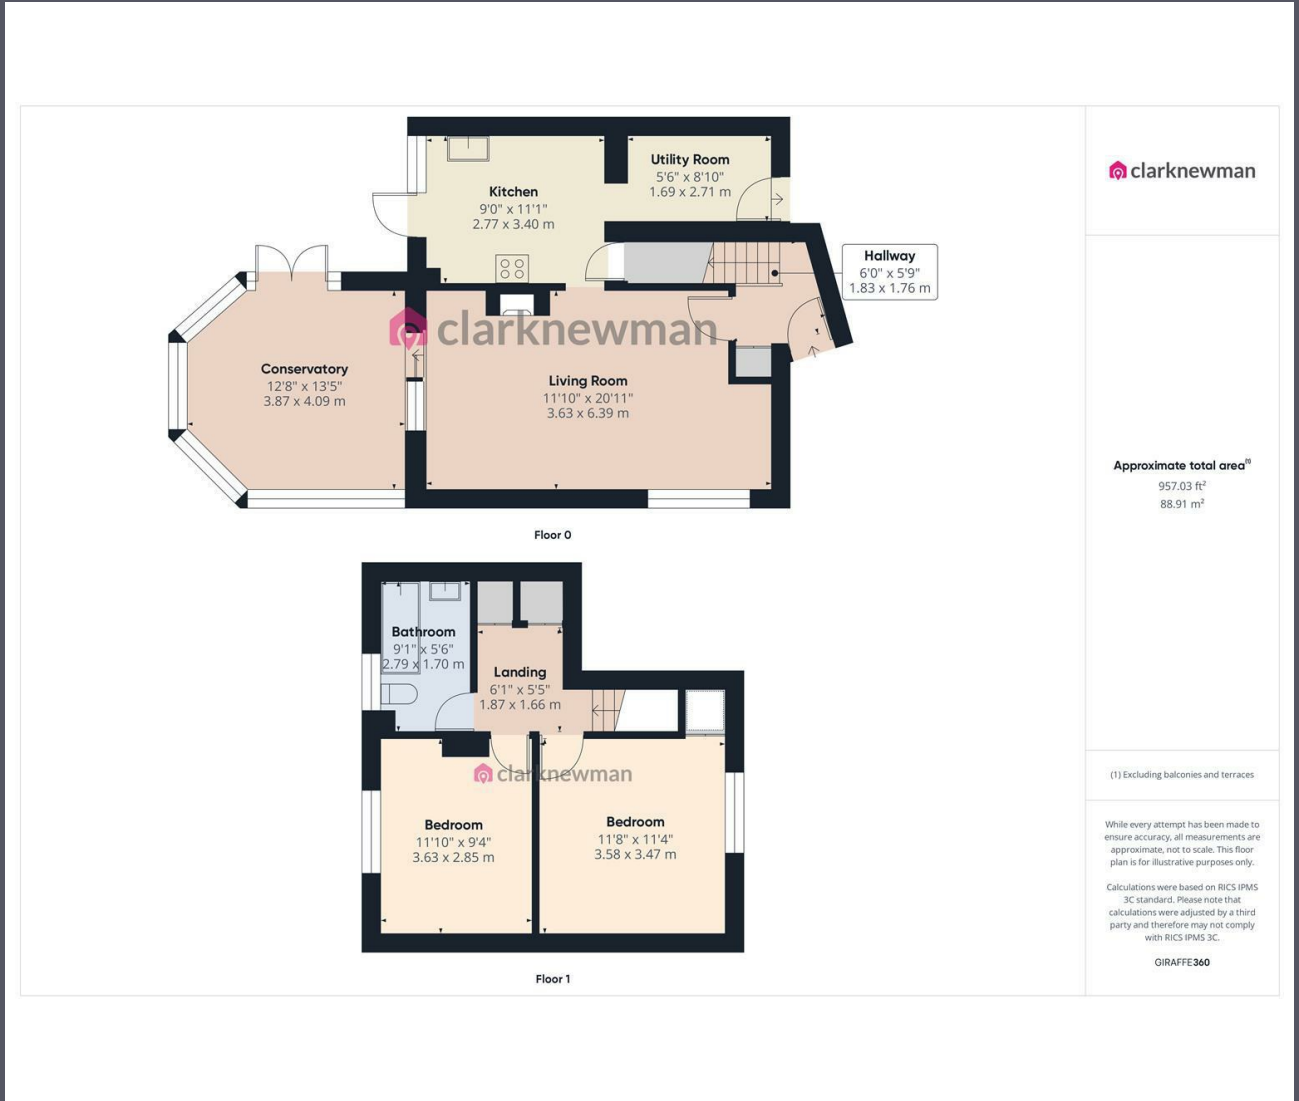 Kitchen
9'0" x 11'1"
2.77 x 3.40 m
Utility Room
5'6" x 8'10"
1.69 x 2.71 m
Hallway
6'0" x 5'9"
1.83 x 1.76 m
clarknewman
Conservatory
12'8" x 13'5"
3.87 x 4.09 m
Living Room
11'10" x 20'11"
3.63 x 6.39 m
Floor 0
Bathroom
9'1" x 5'6"
2.79 x 1.70 m
Landing
6'1" x 5'5"
1.87 x 1.66 m
clarknewman
Bedroom
11'10" x 9'4"
3.63 x 2.85 m
Bedroom
11'8" x 11'4"
3.58 x 3.47 m
Floor 1
clarknewman
Approximate total area⁽¹⁾
957.03 ft²
88.91 m²
(1) Excluding balconies and terraces
While every attempt has been made to
ensure accuracy, all measurements are
approximate, not to scale. This floor
plan is for illustrative purposes only.
Calculations were based on RICS IPMS
3C standard. Please note that
calculations were adjusted by a third
party and therefore may not comply
with RICS IPMS 3C.
GIRAFFE360